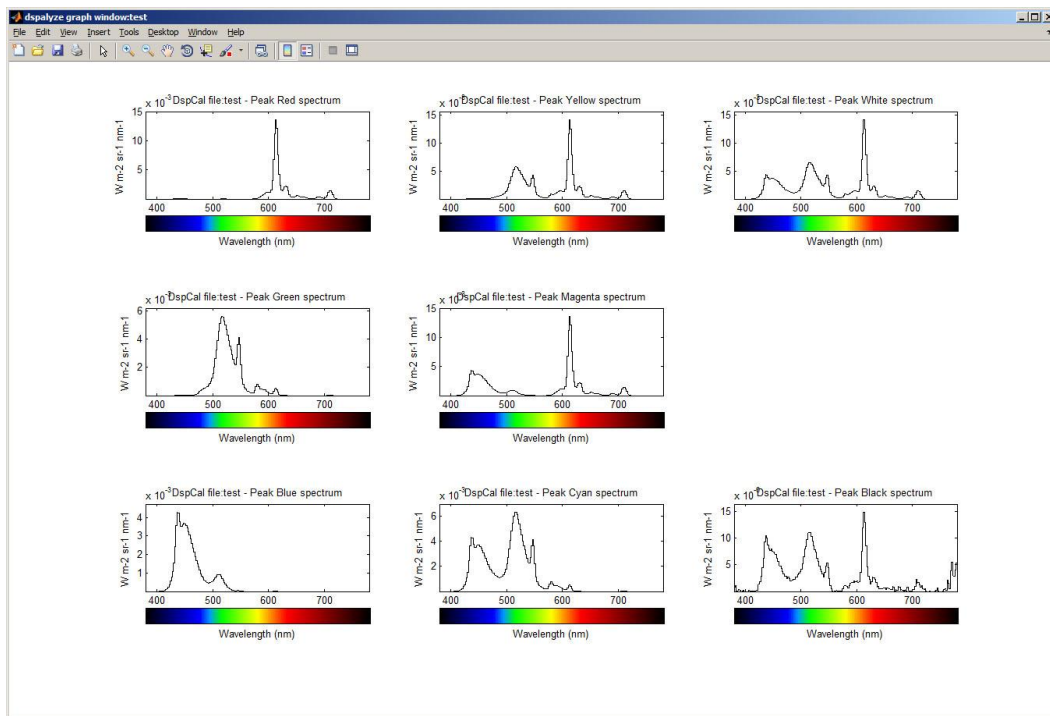 dspalyze graph window:test
File Edit View Insert Tools Desktop Window Help
x 10-3 DspCal file:test - Peak Red spectrum
15
10
5
W m-2 sr-1 nm-1
400 500 600 700
Wavelength (nm)
DspCal file:test - Peak Yellow spectrum
x 10
15
10
5
W m-2 sr-1 nm-1
400 500 600 700
Wavelength (nm)
DspCal file:test - Peak White spectrum
x 10
15
10
5
W m-2 sr-1 nm-1
400 500 600 700
Wavelength (nm)
DspCal file:test - Peak Green spectrum
x 10
6
4
2
W m-2 sr-1 nm-1
400 500 600 700
Wavelength (nm)
DspCal file:test - Peak Magenta spectrum
x 10
15
10
5
W m-2 sr-1 nm-1
400 500 600 700
Wavelength (nm)
x 10-3 DspCal file:test - Peak Blue spectrum
4
3
2
1
W m-2 sr-1 nm-1
400 500 600 700
Wavelength (nm)
x 10-3 DspCal file:test - Peak Cyan spectrum
6
4
2
W m-2 sr-1 nm-1
400 500 600 700
Wavelength (nm)
DspCal file:test - Peak Black spectrum
x 10
15
10
5
W m-2 sr-1 nm-1
400 500 600 700
Wavelength (nm)